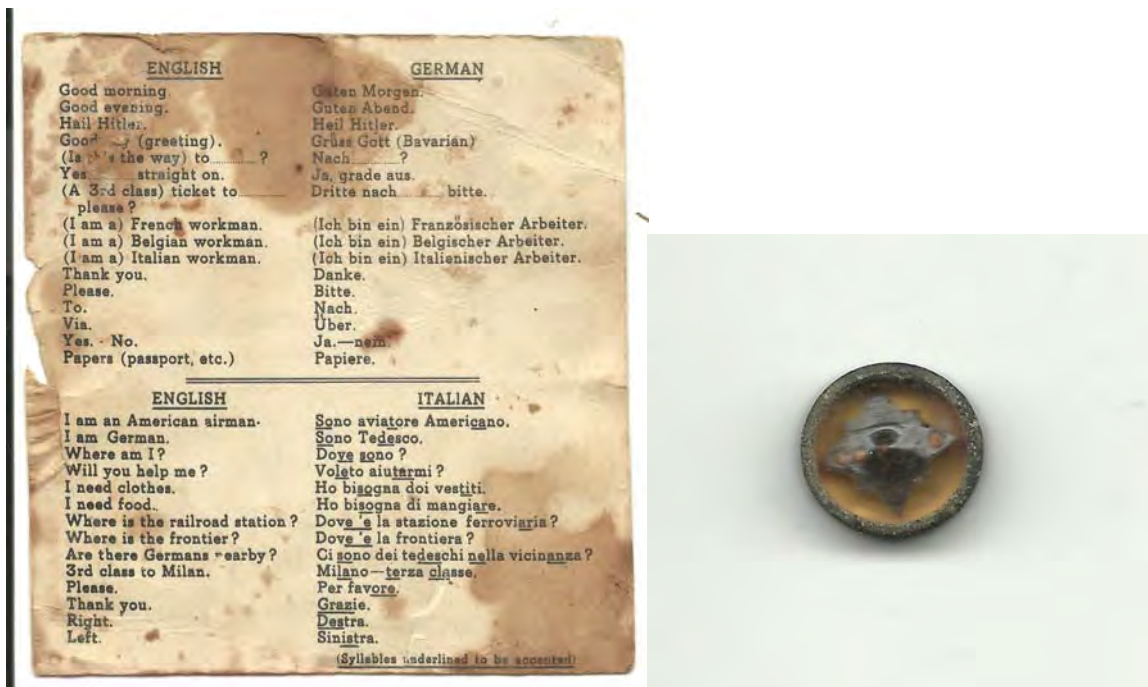 ENGLISH GERMAN
Good morning. Guten Morgen.
Good evening. Guten Abend.
Hail Hitler. Heil Hitler.
Good (greeting). Grüss Gott (Bavarian)
(Is the way) to ............ ? Nach ............ ?
Yes straight on. Ja, grade aus.
(A 3rd class) ticket to ............ Dritte nach ............ bitte.
please ?
(I am a) French workman. (Ich bin ein) Französischer Arbeiter.
(I am a) Belgian workman. (Ich bin ein) Belgischer Arbeiter.
(I am a) Italian workman. (Ich bin ein) Italienischer Arbeiter.
Thank you. Danke.
Please. Bitte.
To. Nach.
Via. Über.
Yes. - No. Ja.—nein.
Papers (passport, etc.) Papiere.
ENGLISH ITALIAN
I am an American airman. Sono aviatore Americano.
I am German. Sono Tedesco.
Where am I? Dove sono ?
Will you help me ? Voleto aiutarmi ?
I need clothes. Ho bisogna doi vestiti.
I need food. Ho bisogna di mangiare.
Where is the railroad station ? Dove 'e la stazione ferroviaria ?
Where is the frontier ? Dove 'e la frontiera ?
Are there Germans nearby ? Ci sono dei tedeschi nella vicinanza ?
3rd class to Milan. Milano—terza classe.
Please. Per favore.
Thank you. Grazie.
Right. Destra.
Left. Sinistra.
(Syllables underlined to be accented)